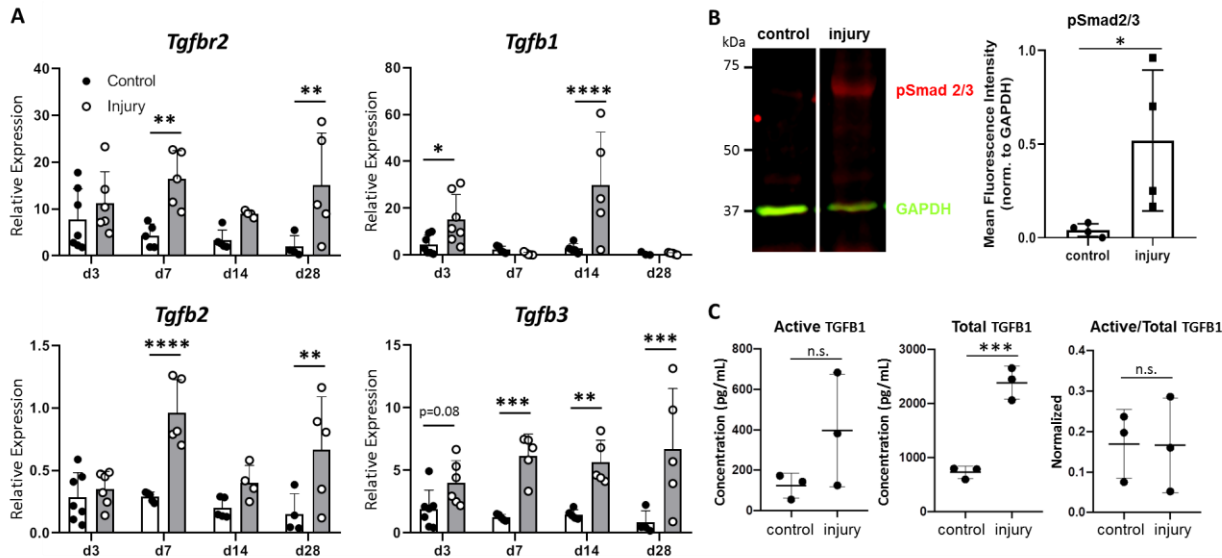 A
Tgfbr2
Relative Expression
40
30
20
10
0
Control
Injury
**
**
d3 d7 d14 d28
Tgfb1
Relative Expression
80
60
40
20
0
*
****
d3 d7 d14 d28
Tgfb2
Relative Expression
1.5
1.0
0.5
0.0
****
**
d3 d7 d14 d28
Tgfb3
Relative Expression
15
10
5
0
p=0.08
***
**
***
d3 d7 d14 d28
B
control injury
kDa
75
50
37
pSmad 2/3
GAPDH
pSmad2/3
Mean Fluorescence Intensity
(norm. to GAPDH)
1.0
0.5
0.0
*
control injury
C
Active TGFB1
Concentration (pg/mL)
800
600
400
200
0
n.s.
control injury
Total TGFB1
Concentration (pg/mL)
3000
2000
1000
0
***
control injury
Active/Total TGFB1
Normalized
0.4
0.3
0.2
0.1
0.0
n.s.
control injury